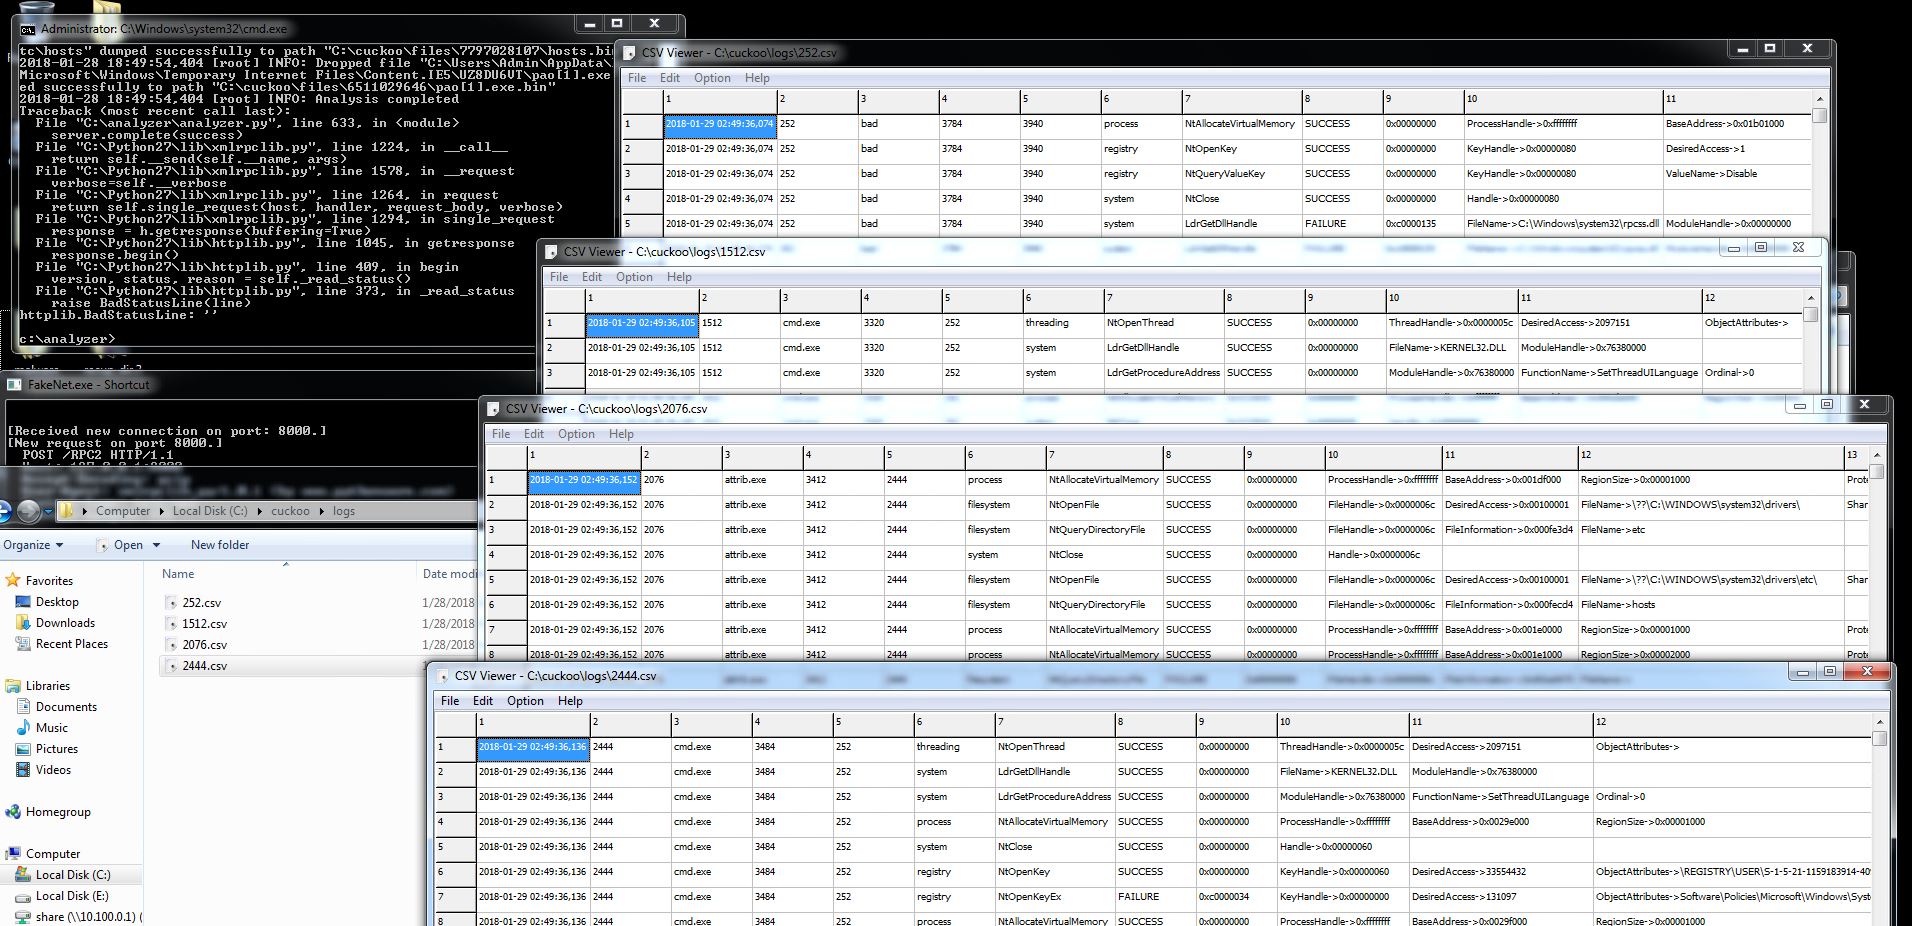 Administrator: C:\Windows\system32\cmd.exe
tc\hosts" dumped successfully to path "C:\cuckoo\files\7797028107\hosts.bin
2018-01-28 18:49:54,404 [root] INFO: Dropped file "C:\Users\Admin\AppData\
Microsoft\Windows\Temporary Internet Files\Content.IE5\UZ8DU6VT\pao[1].exe
ed successfully to path "C:\cuckoo\files\6511029646\pao[1].exe.bin"
2018-01-28 18:49:54,404 [root] INFO: Analysis completed
Traceback (most recent call last):
File "C:\analyzer\analyzer.py", line 633, in <module>
server.complete(success)
File "C:\Python27\lib\xmlrpclib.py", line 1224, in __call__
return self.__send(self.__name, args)
File "C:\Python27\lib\xmlrpclib.py", line 1578, in __request
verbose=self.__verbose
File "C:\Python27\lib\xmlrpclib.py", line 1264, in request
return self.single_request(host, handler, request_body, verbose)
File "C:\Python27\lib\xmlrpclib.py", line 1294, in single_request
response = h.getresponse(buffering=True)
File "C:\Python27\lib\httplib.py", line 1045, in getresponse
response.begin()
File "C:\Python27\lib\httplib.py", line 409, in begin
version, status, reason = self._read_status()
File "C:\Python27\lib\httplib.py", line 373, in _read_status
raise BadStatusLine(line)
httplib.BadStatusLine: ''
c:\analyzer>
CSV Viewer - C:\cuckoo\logs\252.csv
File Edit Option Help
1 2 3 4 5 6 7 8 9 10 11
1 2018-01-29 02:49:36,074 252 bad 3784 3940 process NtAllocateVirtualMemory SUCCESS 0x00000000 ProcessHandle->0xffffffff BaseAddress->0x01b01000
2 2018-01-29 02:49:36,074 252 bad 3784 3940 registry NtOpenKey SUCCESS 0x00000000 KeyHandle->0x00000080 DesiredAccess->1
3 2018-01-29 02:49:36,074 252 bad 3784 3940 registry NtQueryValueKey SUCCESS 0x00000000 KeyHandle->0x00000080 ValueName->Disable
4 2018-01-29 02:49:36,074 252 bad 3784 3940 system NtClose SUCCESS 0x00000000 Handle->0x00000080
5 2018-01-29 02:49:36,074 252 bad 3784 3940 system LdrGetDllHandle FAILURE 0xc0000135 FileName->C:\Windows\system32\rpcss.dll ModuleHandle->0x00000000
CSV Viewer - C:\cuckoo\logs\1512.csv
File Edit Option Help
1 2 3 4 5 6 7 8 9 10 11 12
1 2018-01-29 02:49:36,105 1512 cmd.exe 3320 252 threading NtOpenThread SUCCESS 0x00000000 ThreadHandle->0x0000005c DesiredAccess->2097151 ObjectAttributes->
2 2018-01-29 02:49:36,105 1512 cmd.exe 3320 252 system LdrGetDllHandle SUCCESS 0x00000000 FileName->KERNEL32.DLL ModuleHandle->0x76380000
3 2018-01-29 02:49:36,105 1512 cmd.exe 3320 252 system LdrGetProcedureAddress SUCCESS 0x00000000 ModuleHandle->0x76380000 FunctionName->SetThreadUILanguage Ordinal->0
FakeNet.exe - Shortcut
[Received new connection on port: 8000.]
[New request on port 8000.]
POST /RPC2 HTTP/1.1
CSV Viewer - C:\cuckoo\logs\2076.csv
File Edit Option Help
1 2 3 4 5 6 7 8 9 10 11 12 13
1 2018-01-29 02:49:36,152 2076 attrib.exe 3412 2444 process NtAllocateVirtualMemory SUCCESS 0x00000000 ProcessHandle->0xffffffff BaseAddress->0x001df000 RegionSize->0x00001000 Prote
2 2018-01-29 02:49:36,152 2076 attrib.exe 3412 2444 filesystem NtOpenFile SUCCESS 0x00000000 FileHandle->0x0000006c DesiredAccess->0x00100001 FileName->\??\C:\WINDOWS\system32\drivers\ Shar
3 2018-01-29 02:49:36,152 2076 attrib.exe 3412 2444 filesystem NtQueryDirectoryFile SUCCESS 0x00000000 FileHandle->0x0000006c FileInformation->0x000fe3d4 FileName->etc
4 2018-01-29 02:49:36,152 2076 attrib.exe 3412 2444 system NtClose SUCCESS 0x00000000 Handle->0x0000006c
5 2018-01-29 02:49:36,152 2076 attrib.exe 3412 2444 filesystem NtOpenFile SUCCESS 0x00000000 FileHandle->0x0000006c DesiredAccess->0x00100001 FileName->\??\C:\WINDOWS\system32\drivers\etc\ Shar
6 2018-01-29 02:49:36,152 2076 attrib.exe 3412 2444 filesystem NtQueryDirectoryFile SUCCESS 0x00000000 FileHandle->0x0000006c FileInformation->0x000fecd4 FileName->hosts
7 2018-01-29 02:49:36,152 2076 attrib.exe 3412 2444 process NtAllocateVirtualMemory SUCCESS 0x00000000 ProcessHandle->0xffffffff BaseAddress->0x001e0000 RegionSize->0x00001000 Prote
8 2018-01-29 02:49:36,152 2076 attrib.exe 3412 2444 process NtAllocateVirtualMemory SUCCESS 0x00000000 ProcessHandle->0xffffffff BaseAddress->0x001e1000 RegionSize->0x00002000 Prote
Computer Local Disk (C:) cuckoo logs
Organize Open New folder
Name Date modi
Favorites
Desktop
Downloads
Recent Places
Libraries
Documents
Music
Pictures
Videos
Homegroup
Computer
Local Disk (C:)
Local Disk (E:)
share (\\10.100.0.1) (
252.csv 1/28/2018
1512.csv 1/28/2018
2076.csv 1/28/2018
2444.csv
CSV Viewer - C:\cuckoo\logs\2444.csv
File Edit Option Help
1 2 3 4 5 6 7 8 9 10 11 12
1 2018-01-29 02:49:36,136 2444 cmd.exe 3484 252 threading NtOpenThread SUCCESS 0x00000000 ThreadHandle->0x0000005c DesiredAccess->2097151 ObjectAttributes->
2 2018-01-29 02:49:36,136 2444 cmd.exe 3484 252 system LdrGetDllHandle SUCCESS 0x00000000 FileName->KERNEL32.DLL ModuleHandle->0x76380000
3 2018-01-29 02:49:36,136 2444 cmd.exe 3484 252 system LdrGetProcedureAddress SUCCESS 0x00000000 ModuleHandle->0x76380000 FunctionName->SetThreadUILanguage Ordinal->0
4 2018-01-29 02:49:36,136 2444 cmd.exe 3484 252 process NtAllocateVirtualMemory SUCCESS 0x00000000 ProcessHandle->0xffffffff BaseAddress->0x0029e000 RegionSize->0x00001000
5 2018-01-29 02:49:36,136 2444 cmd.exe 3484 252 system NtClose SUCCESS 0x00000000 Handle->0x00000060
6 2018-01-29 02:49:36,136 2444 cmd.exe 3484 252 registry NtOpenKey SUCCESS 0x00000000 KeyHandle->0x00000060 DesiredAccess->33554432 ObjectAttributes->\REGISTRY\USER\S-1-5-21-1159183914-409
7 2018-01-29 02:49:36,136 2444 cmd.exe 3484 252 registry NtOpenKeyEx FAILURE 0xc0000034 KeyHandle->0x00000000 DesiredAccess->131097 ObjectAttributes->Software\Policies\Microsoft\Windows\Syst
8 2018-01-29 02:49:36,136 2444 cmd.exe 3484 252 process NtAllocateVirtualMemory SUCCESS 0x00000000 ProcessHandle->0xffffffff BaseAddress->0x0029f000 RegionSize->0x00001000